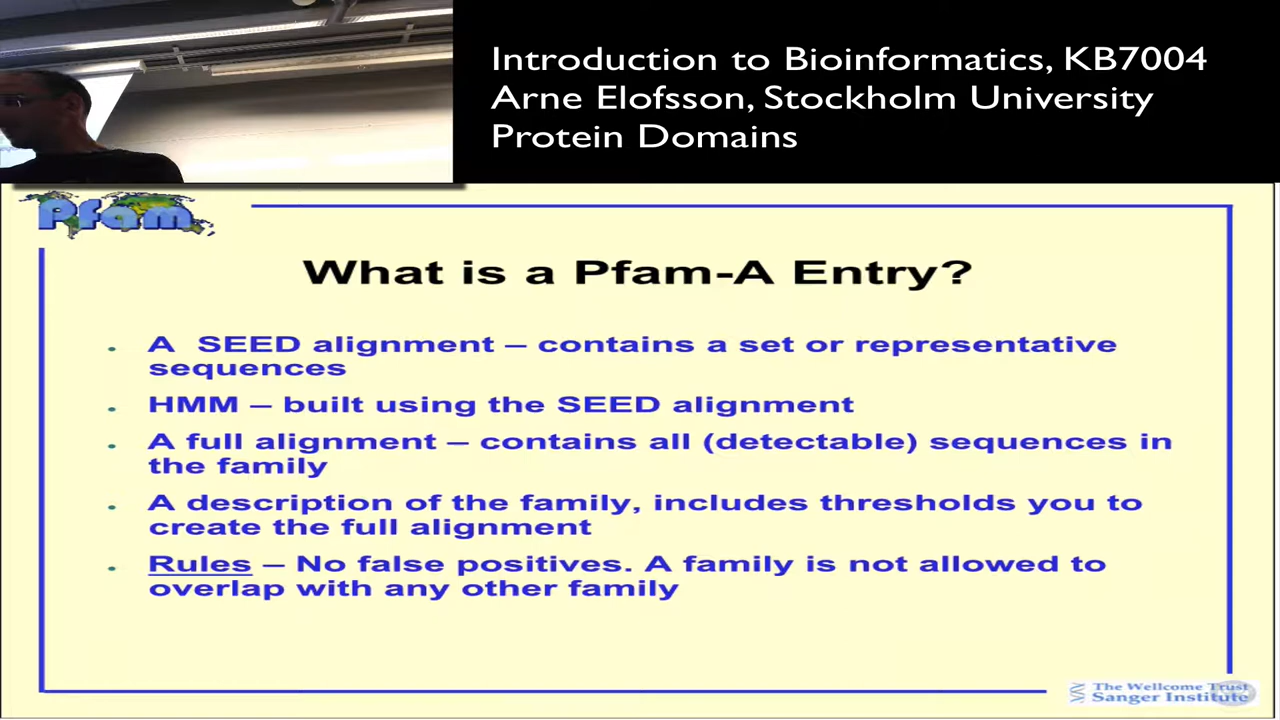 Introduction to Bioinformatics, KB7004
Arne Elofsson, Stockholm University
Protein Domains
Pfam
What is a Pfam-A Entry?
• A  SEED alignment – contains a set or representative
sequences
• HMM – built using the SEED alignment
• A full alignment – contains all (detectable) sequences in
the family
• A description of the family, includes thresholds you to
create the full alignment
• Rules – No false positives. A family is not allowed to
overlap with any other family
The Wellcome Trust
Sanger Institute